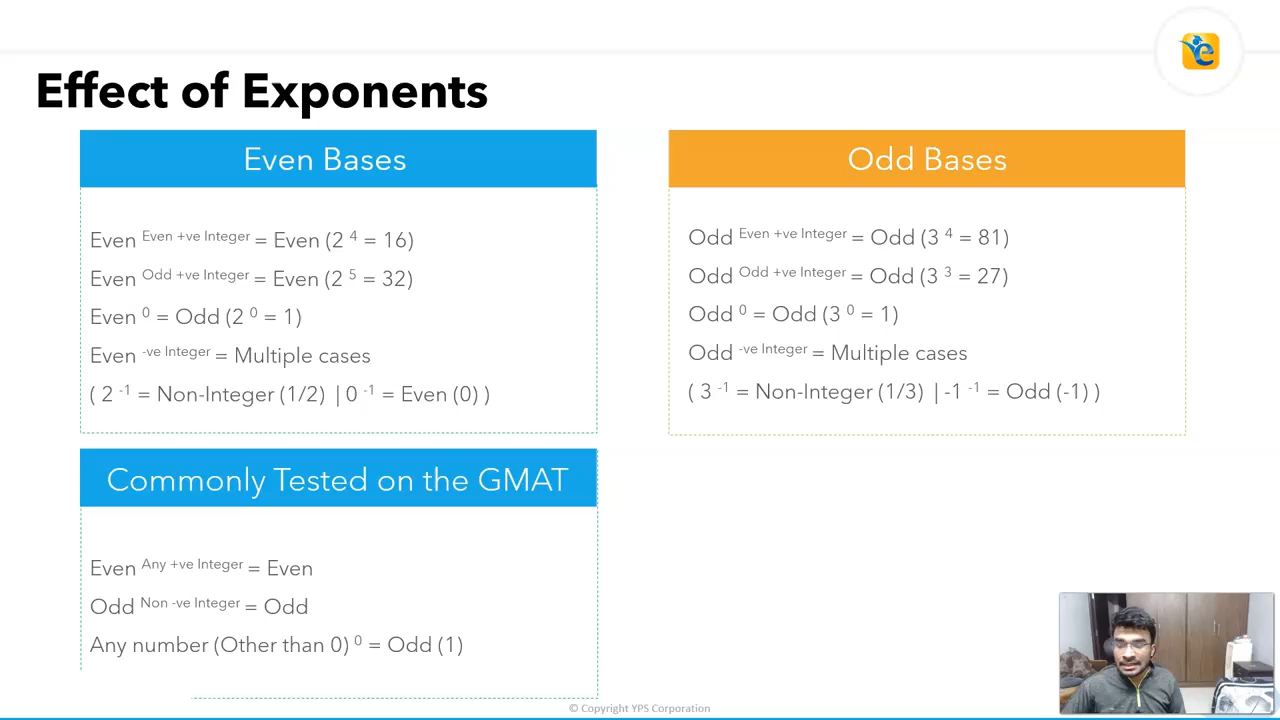 Effect of Exponents
Even Bases
Even Even +ve Integer = Even (2 4 = 16)
Even Odd +ve Integer = Even (2 5 = 32)
Even 0 = Odd (2 0 = 1)
Even -ve Integer = Multiple cases
( 2 -1 = Non-Integer (1/2) | 0 -1 = Even (0) )
Odd Bases
Odd Even +ve Integer = Odd (3 4 = 81)
Odd Odd +ve Integer = Odd (3 3 = 27)
Odd 0 = Odd (3 0 = 1)
Odd -ve Integer = Multiple cases
( 3 -1 = Non-Integer (1/3) | -1 -1 = Odd (-1) )
Commonly Tested on the GMAT
Even Any +ve Integer = Even
Odd Non -ve Integer = Odd
Any number (Other than 0) 0 = Odd (1)
© Copyright YPS Corporation